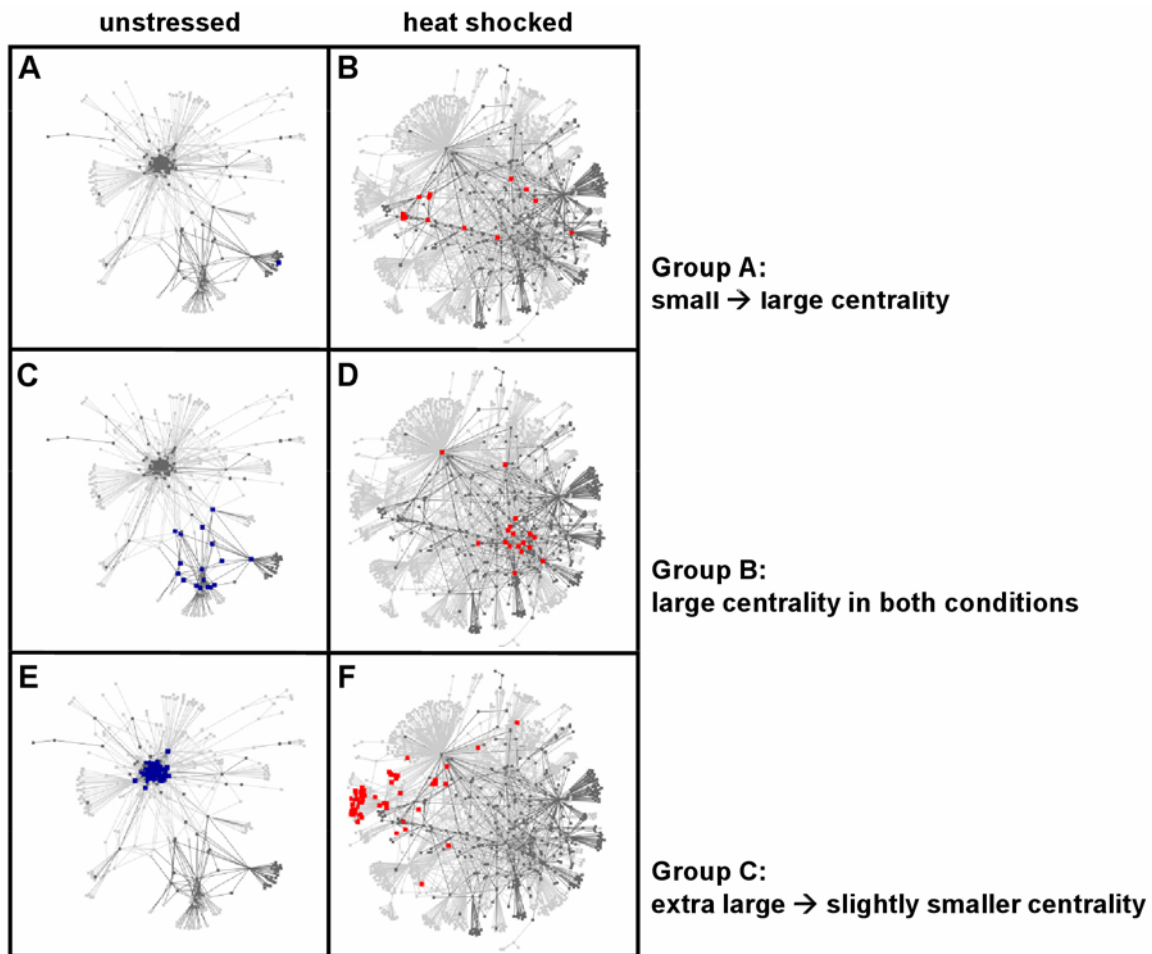 unstressed heat shocked
A B
Group A:
small → large centrality
C D
Group B:
large centrality in both conditions
E F
Group C:
extra large → slightly smaller centrality